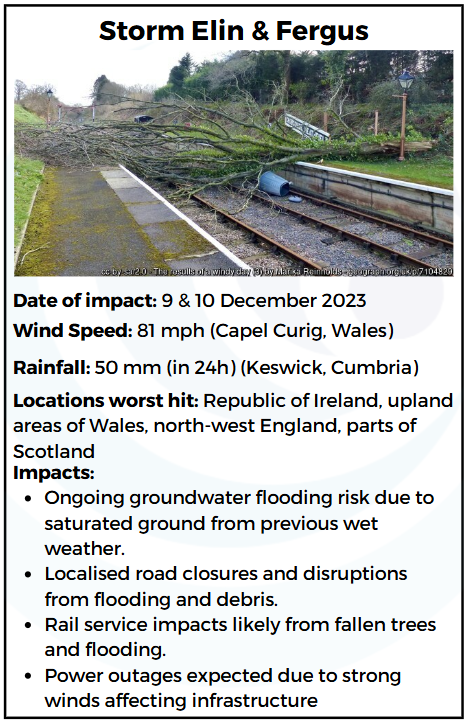 Storm Elin & Fergus
cc-by-sa/2.0 - The results of a windy day (3) by Marika Reinholds - geograph.org.uk/p/7104829
Date of impact: 9 & 10 December 2023
Wind Speed: 81 mph (Capel Curig, Wales)
Rainfall: 50 mm (in 24h) (Keswick, Cumbria)
Locations worst hit: Republic of Ireland, upland
areas of Wales, north-west England, parts of
Scotland
Impacts:
• Ongoing groundwater flooding risk due to
saturated ground from previous wet
weather.
• Localised road closures and disruptions
from flooding and debris.
• Rail service impacts likely from fallen trees
and flooding.
• Power outages expected due to strong
winds affecting infrastructure